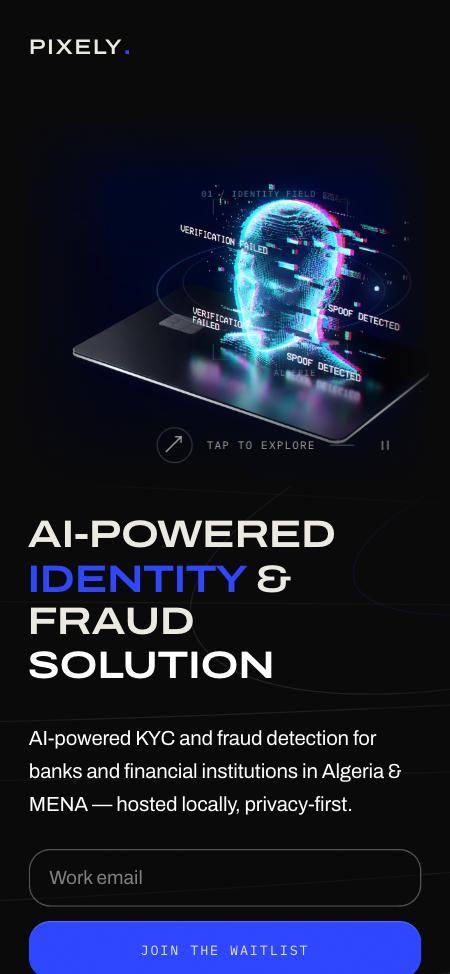 PIXELY.
01 / IDENTITY FIELD
VERIFICATION FAILED
VERIFICATION
FAILED
SPOOF DETECTED
SPOOF DETECTED
ALGERIE
TAP TO EXPLORE
AI-POWERED
IDENTITY &
FRAUD
SOLUTION
AI-powered KYC and fraud detection for
banks and financial institutions in Algeria &
MENA — hosted locally, privacy-first.
Work email
JOIN THE WAITLIST